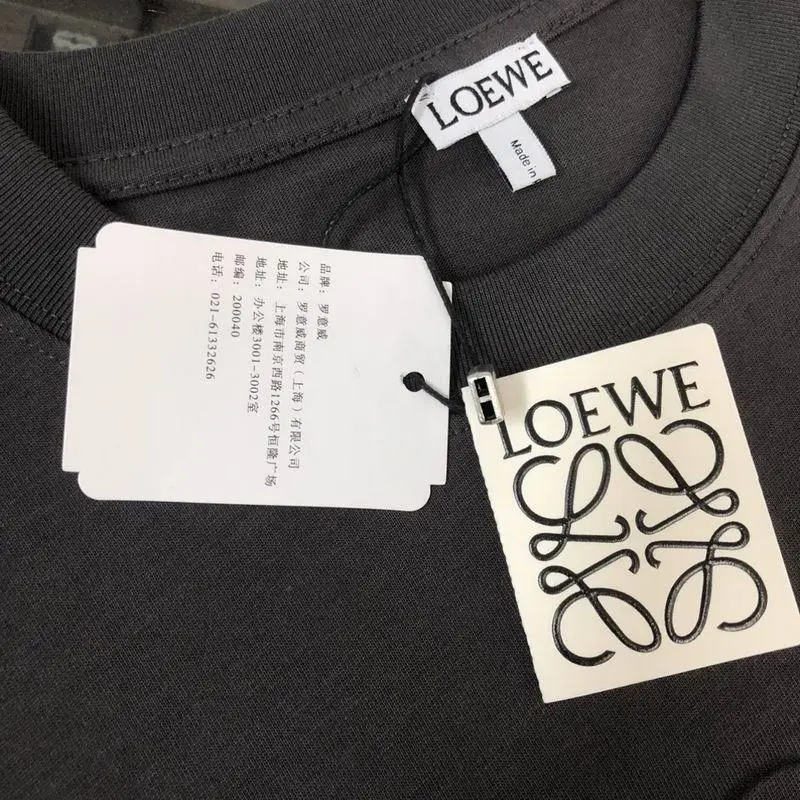 LOEWE
Made in
品牌：罗意威
公司：罗意威商贸（上海）有限公司
地址：上海市南京西路1266号恒隆广场
地址：办公楼3001-3002室
邮编：200040
电话：021-61332626
LOEWE